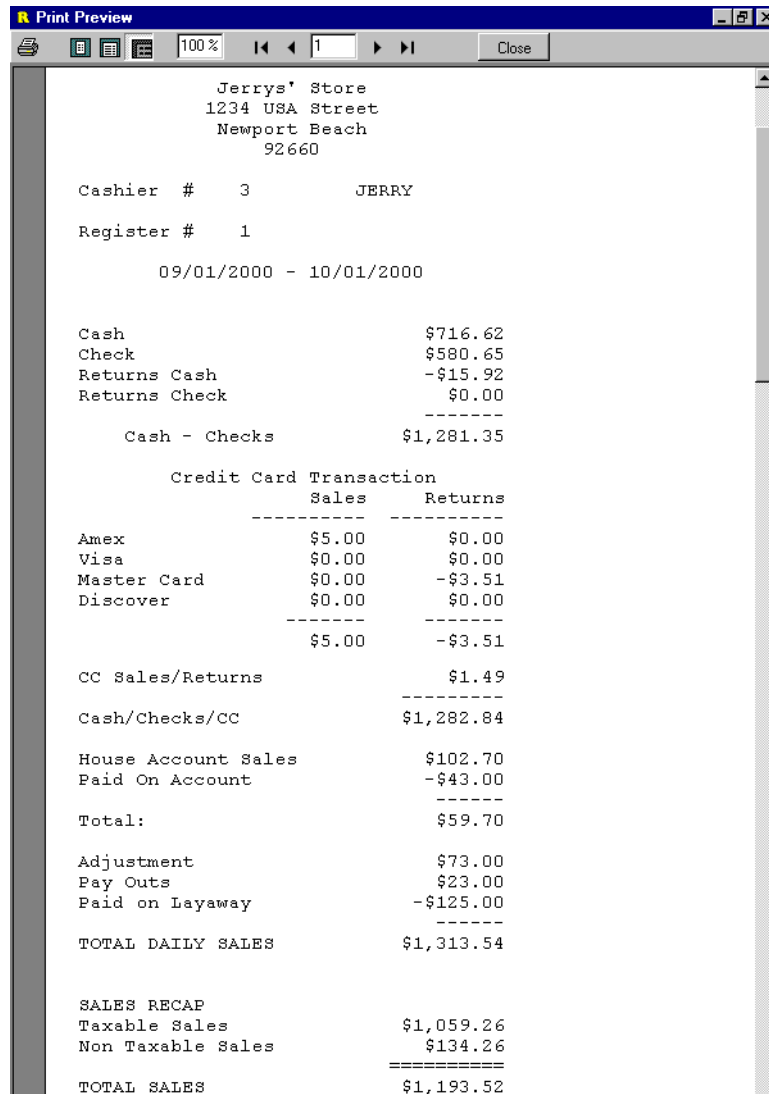 Print Preview
100 % 1 Close
Jerrys' Store
1234 USA Street
Newport Beach
92660
Cashier # 3 JERRY
Register # 1
09/01/2000 - 10/01/2000
Cash $716.62
Check $580.65
Returns Cash -$15.92
Returns Check $0.00
-------
Cash - Checks $1,281.35
Credit Card Transaction
Sales Returns
---------- ----------
Amex $5.00 $0.00
Visa $0.00 $0.00
Master Card $0.00 -$3.51
Discover $0.00 $0.00
------- -------
$5.00 -$3.51
CC Sales/Returns $1.49
---------
Cash/Checks/CC $1,282.84
House Account Sales $102.70
Paid On Account -$43.00
------
Total: $59.70
Adjustment $73.00
Pay Outs $23.00
Paid on Layaway -$125.00
------
TOTAL DAILY SALES $1,313.54
SALES RECAP
Taxable Sales $1,059.26
Non Taxable Sales $134.26
==========
TOTAL SALES $1,193.52